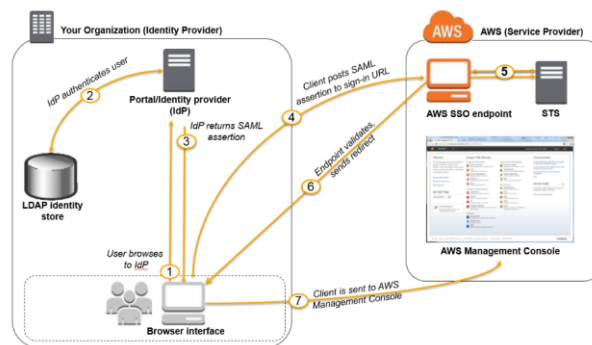 Your Organization (Identity Provider)
AWS
AWS (Service Provider)
IdP authenticates user
2
Portal/Identity provider
(IdP)
3
IdP returns SAML
assertion
Client posts SAML
assertion to sign-in URL
4
5
AWS SSO endpoint
STS
Endpoint validates,
sends redirect
6
LDAP identity
store
AWS Management Console
User browses
to IdP
1
Browser interface
7
Client is sent to AWS
Management Console